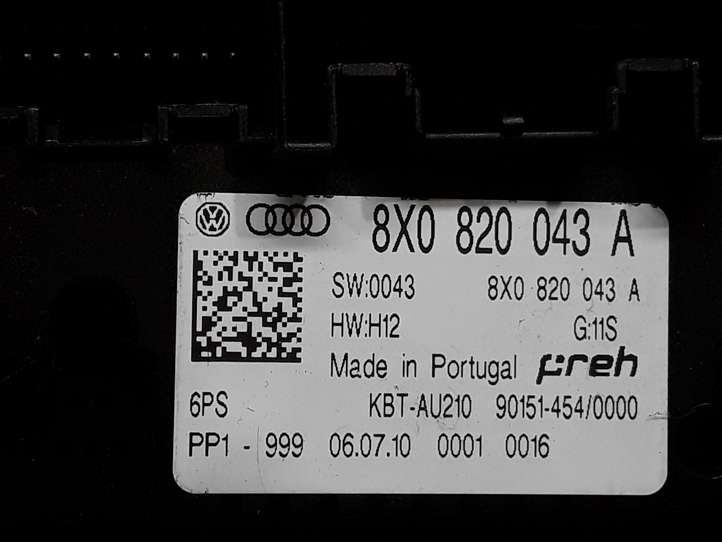 8X0 820 043 A
SW:0043 8X0 820 043 A
HW:H12 G:11S
Made in Portugal preh
6PS KBT-AU210 90151-454/0000
PP1 - 999 06.07.10 0001 0016